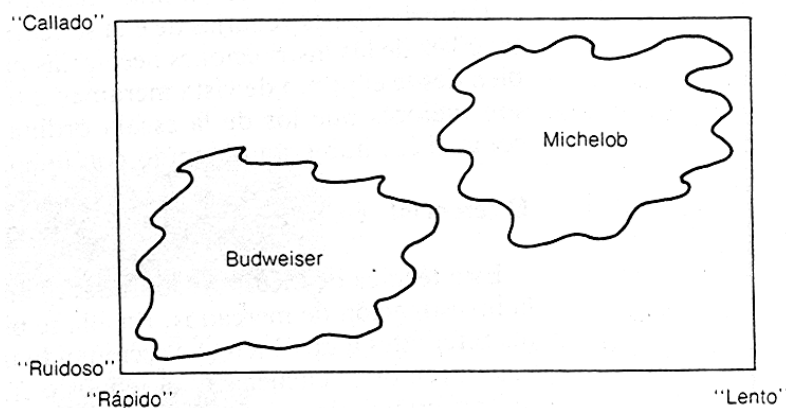 "Callado"
Michelob
Budweiser
"Ruidoso"
"Rápido"
"Lento"